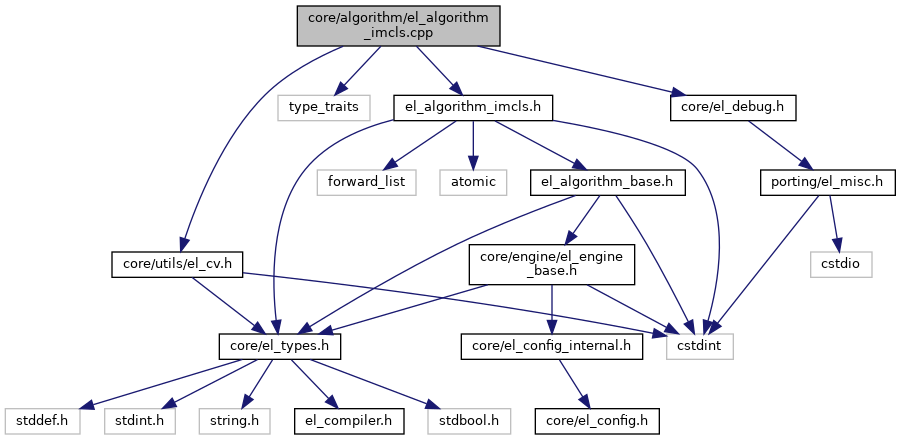 core/algorithm/el_algorithm
_imcls.cpp
type_traits
el_algorithm_imcls.h
core/el_debug.h
forward_list
atomic
el_algorithm_base.h
porting/el_misc.h
core/utils/el_cv.h
core/engine/el_engine
_base.h
cstdio
core/el_types.h
core/el_config_internal.h
cstdint
stddef.h
stdint.h
string.h
el_compiler.h
stdbool.h
core/el_config.h